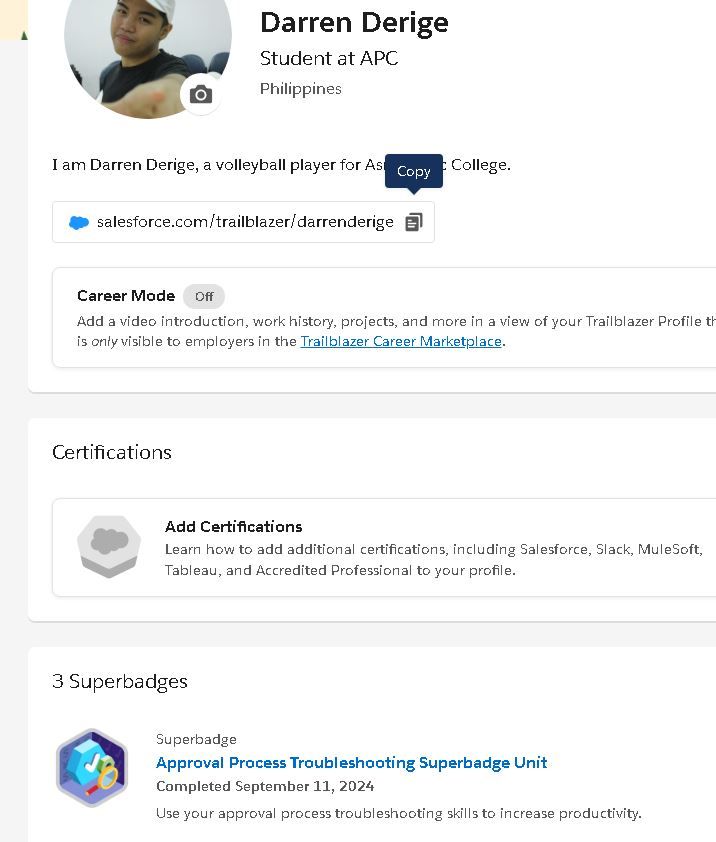 Darren Derige
Student at APC
Philippines
I am Darren Derige, a volleyball player for College.
Copy
salesforce.com/trailblazer/darrenderige
Career Mode Off
Add a video introduction, work history, projects, and more in a view of your Trailblazer Profile
is only visible to employers in the Trailblazer Career Marketplace.
Certifications
Add Certifications
Learn how to add additional certifications, including Salesforce, Slack, MuleSoft,
Tableau, and Accredited Professional to your profile.
3 Superbadges
Superbadge
Approval Process Troubleshooting Superbadge Unit
Completed September 11, 2024
Use your approval process troubleshooting skills to increase productivity.